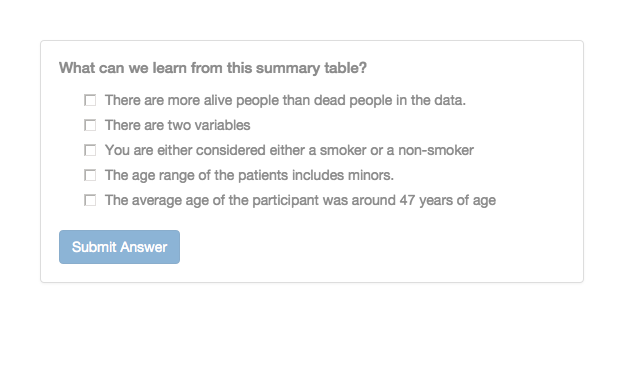 What can we learn from this summary table?
There are more alive people than dead people in the data.
There are two variables
You are either considered either a smoker or a non-smoker
The age range of the patients includes minors.
The average age of the participant was around 47 years of age
Submit Answer